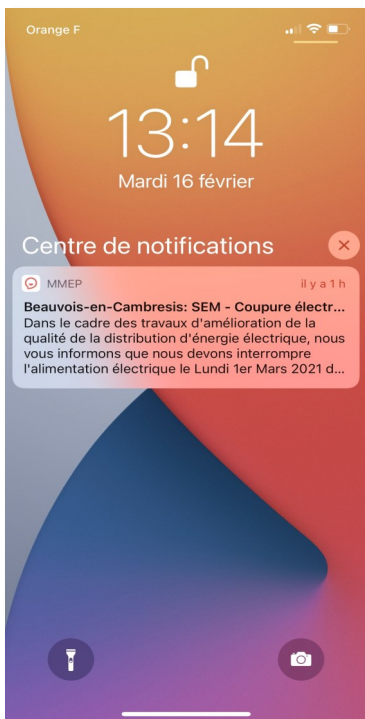 Orange F
13:14
Mardi 16 février
Centre de notifications
MMEP il y a 1 h
Beauvois-en-Cambresis: SEM - Coupure électr...
Dans le cadre des travaux d'amélioration de la
qualité de la distribution d'énergie électrique, nous
vous informons que nous devons interrompre
l'alimentation électrique le Lundi 1er Mars 2021 d...